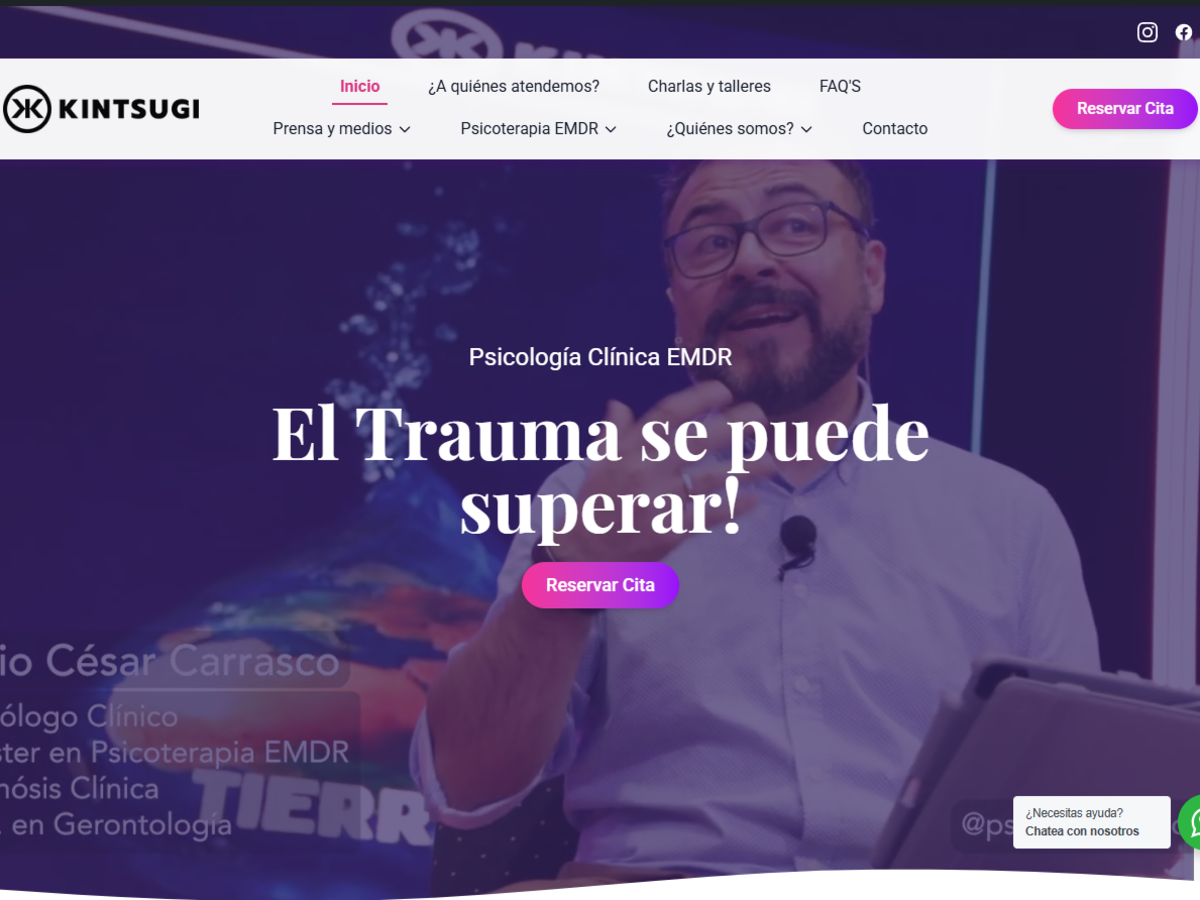 KINTSUGI
Inicio
¿A quiénes atendemos?
Charlas y talleres
FAQ'S
Prensa y medios
Psicoterapia EMDR
¿Quiénes somos?
Contacto
Reservar Cita
Psicología Clínica EMDR
El Trauma se puede
superar!
Reservar Cita
io César Carrasco
ólogo Clínico
ster en Psicoterapia EMDR
nósis Clínica
. en Gerontología
TIERR
@ps
¿Necesitas ayuda?
Chatea con nosotros